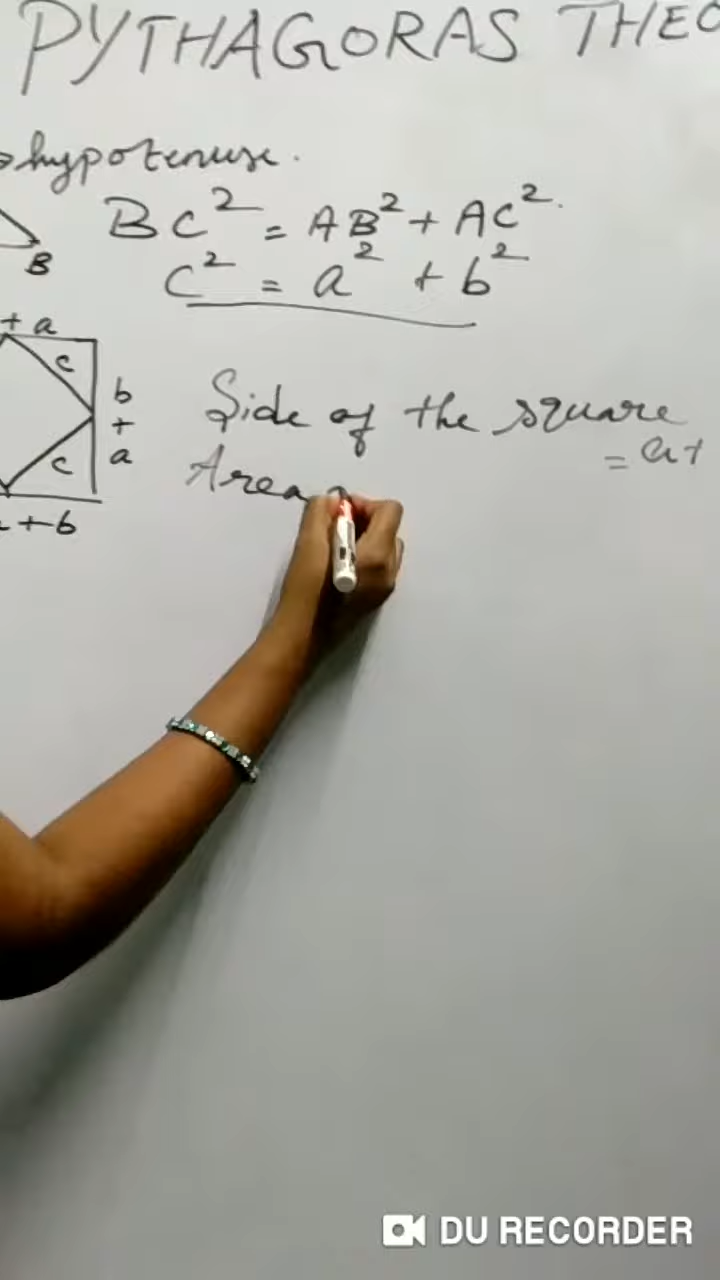 PYTHAGORAS THEO
hypotenuse.
BC² = AB² + AC².
B
c² = a² + b²
+ a
c
b
+
a
c
+ b
Side of the square
= a+
Area
DU RECORDER